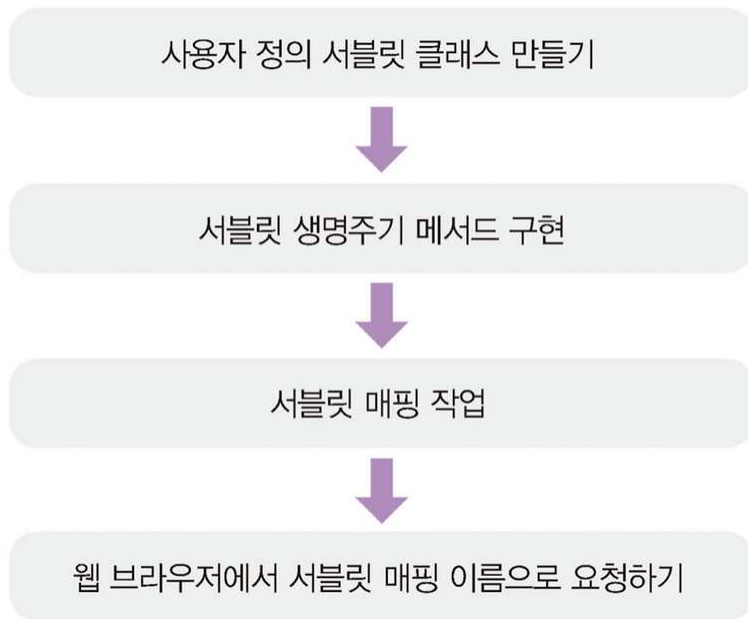 사용자 정의 서블릿 클래스 만들기
서블릿 생명주기 메서드 구현
서블릿 매핑 작업
웹 브라우저에서 서블릿 매핑 이름으로 요청하기